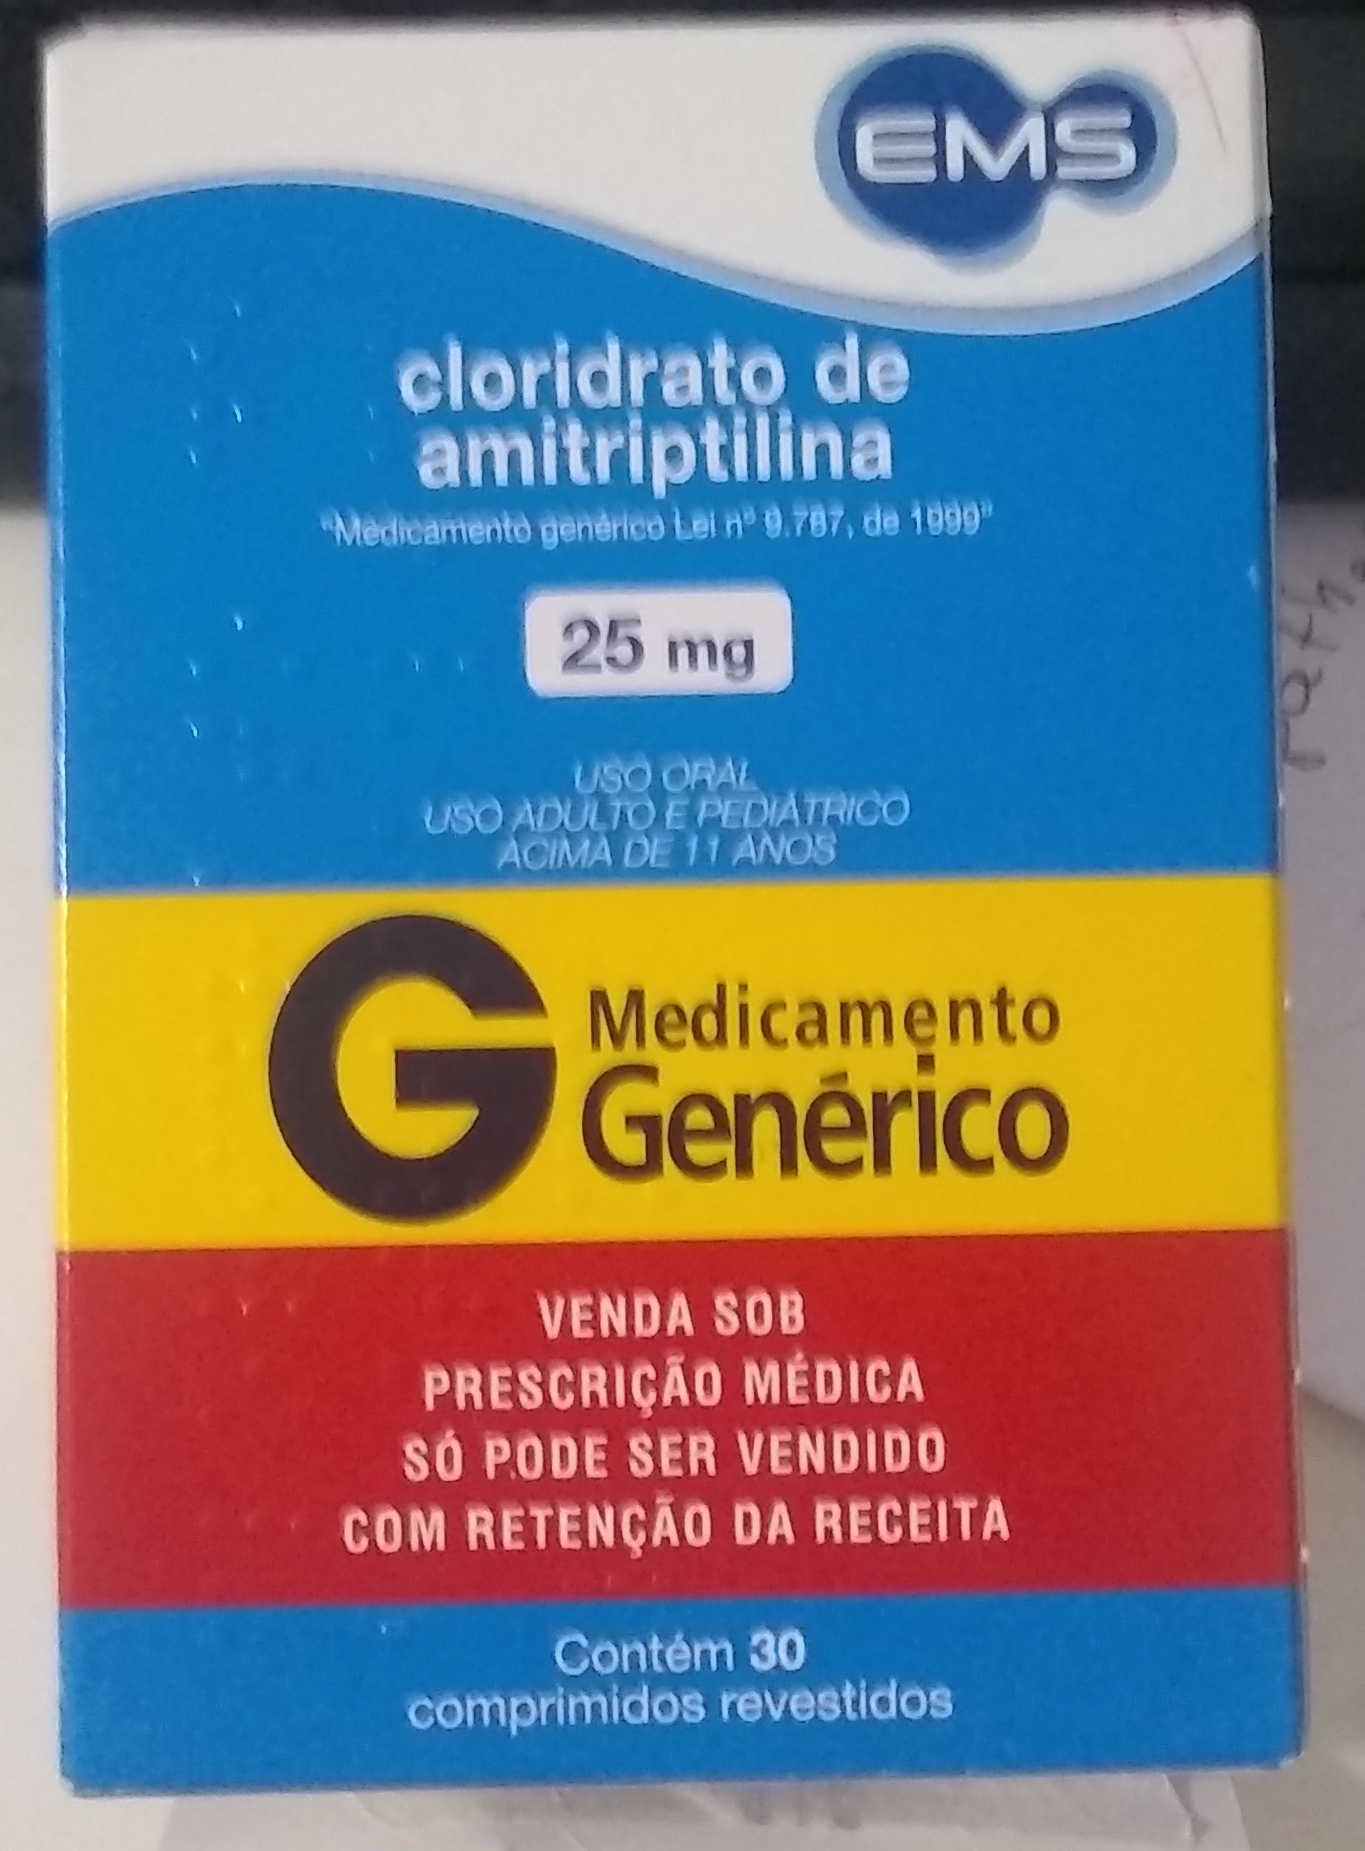 EMS
cloridrato de
amitriptilina
"Medicamento genérico Lei nº 9.787, de 1999"
25 mg
USO ORAL
USO ADULTO E PEDIÁTRICO
ACIMA DE 11 ANOS
G
Medicamento
Genérico
VENDA SOB
PRESCRIÇÃO MÉDICA
SÓ PODE SER VENDIDO
COM RETENÇÃO DA RECEITA
Contém 30
comprimidos revestidos